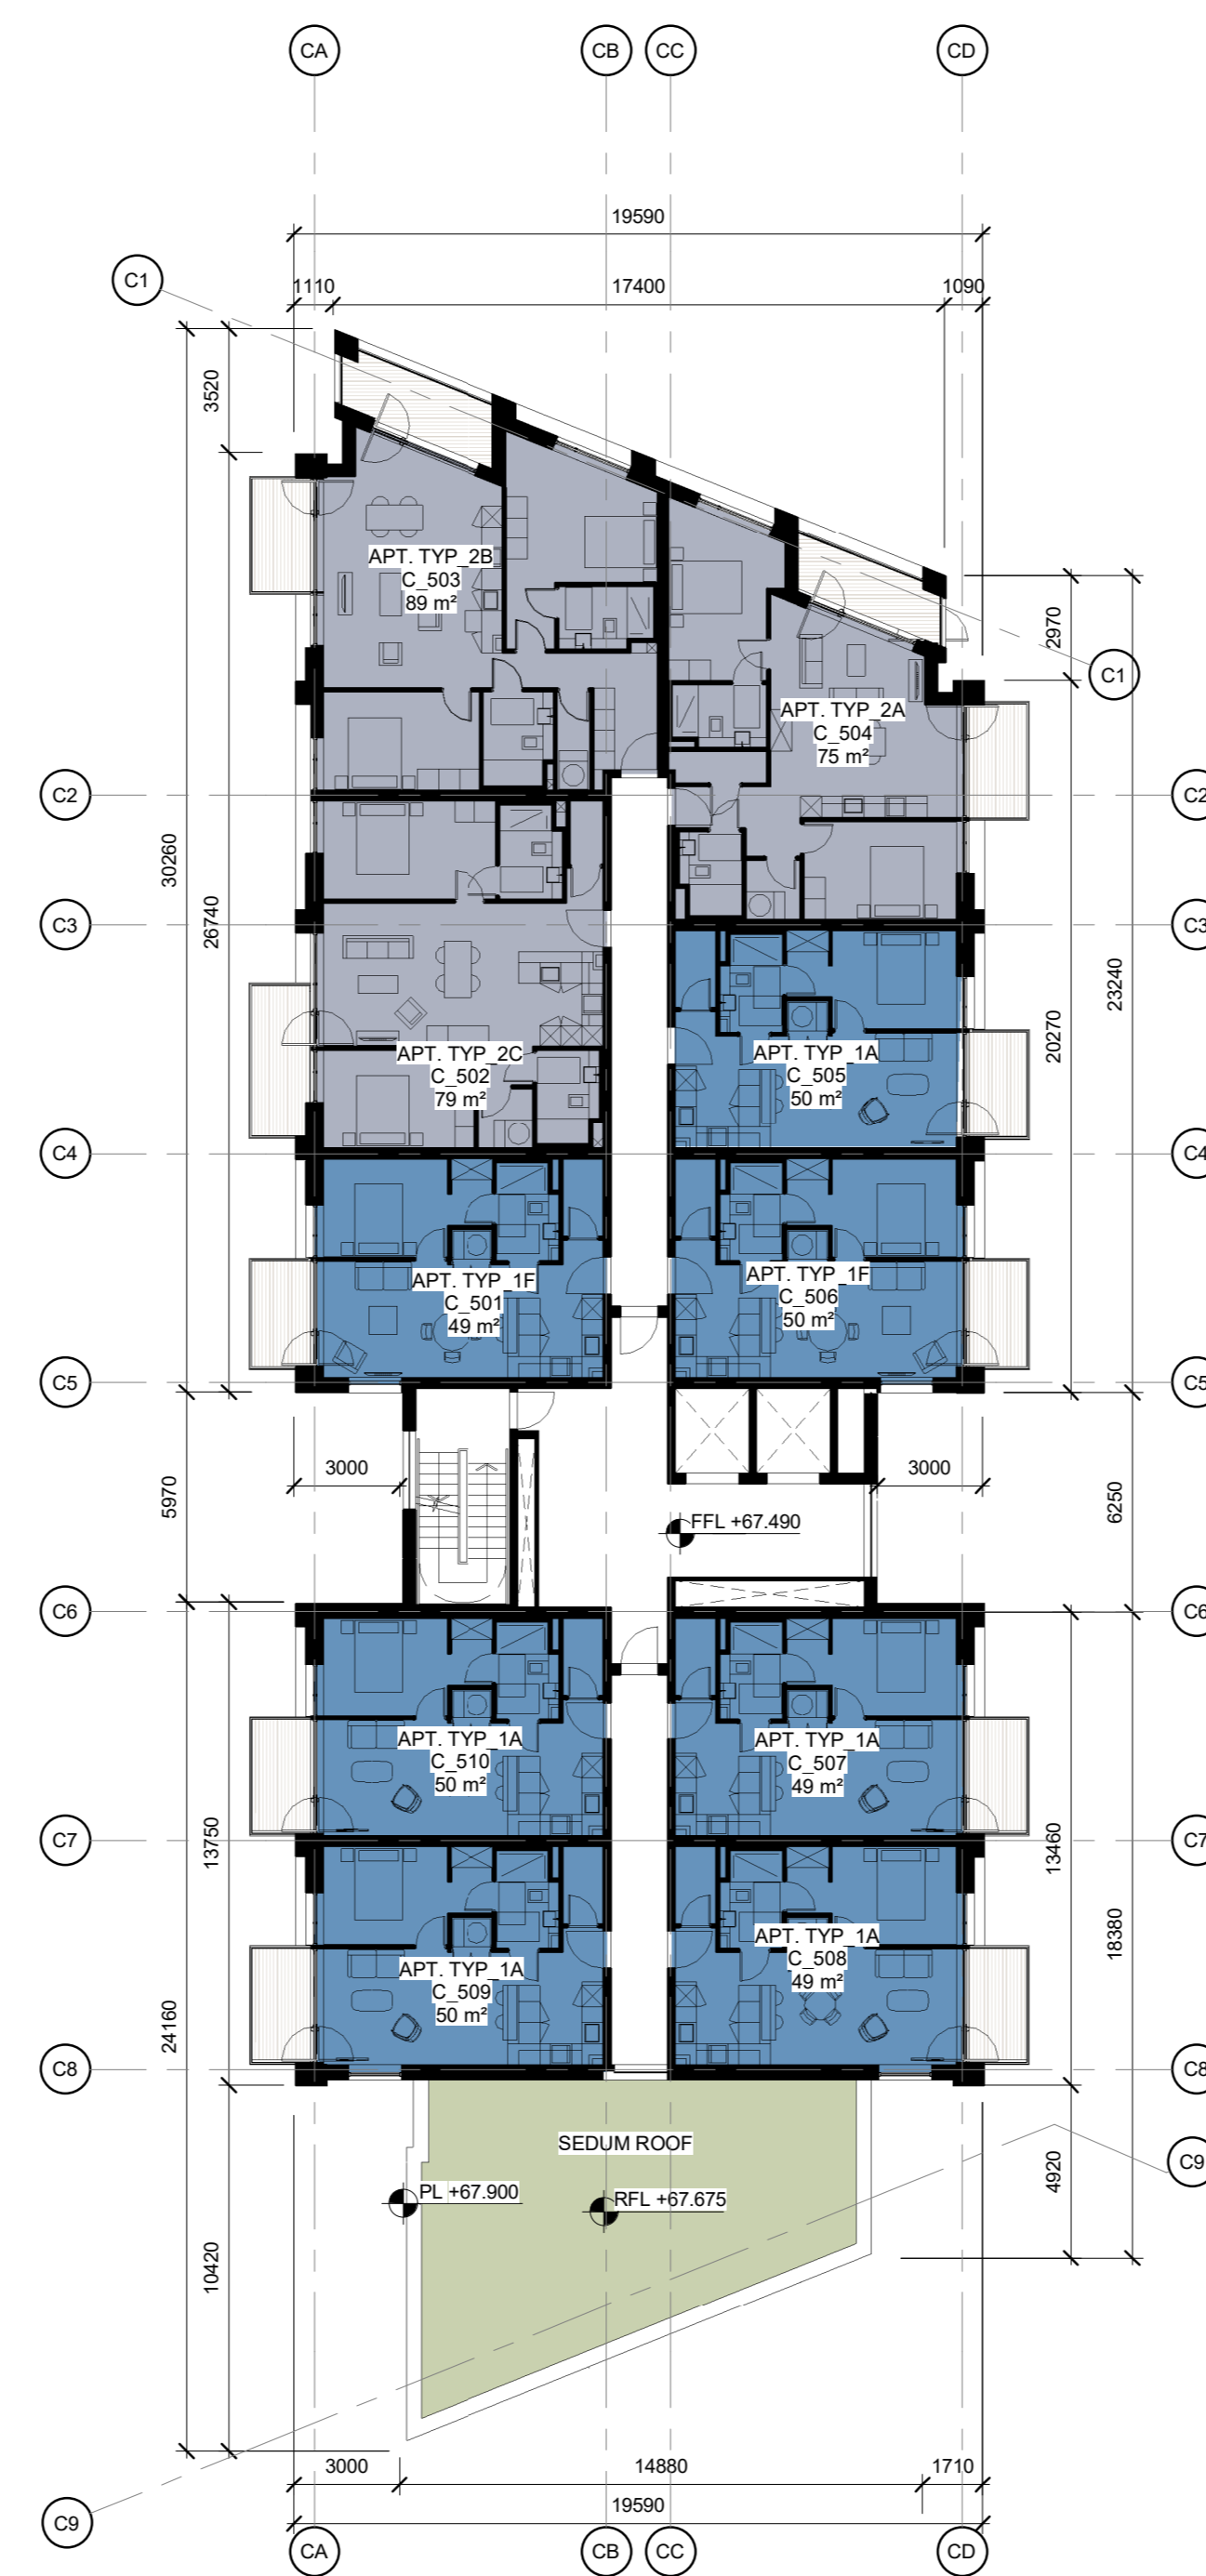 CA
CB
CC
CD
19590
C1
1110
17400
1090
3520
2970
C1
APT. TYP_2B
C_503
89 m²
APT. TYP_2A
C_504
75 m²
C2
C2
30260
26740
C3
C3
23240
20270
APT. TYP_2C
C_502
79 m²
APT. TYP_1A
C_505
50 m²
C4
C4
APT. TYP_1F
C_501
49 m²
APT. TYP_1F
C_506
50 m²
C5
C5
3000
3000
5970
6250
FFL +67.490
C6
C6
APT. TYP_1A
C_510
50 m²
APT. TYP_1A
C_507
49 m²
C7
C7
13750
13460
18380
APT. TYP_1A
C_509
50 m²
APT. TYP_1A
C_508
49 m²
24160
C8
C8
SEDUM ROOF
C9
4920
PL +67.900
RFL +67.675
10420
3000
14880
1710
19590
C9
CA
CB
CC
CD